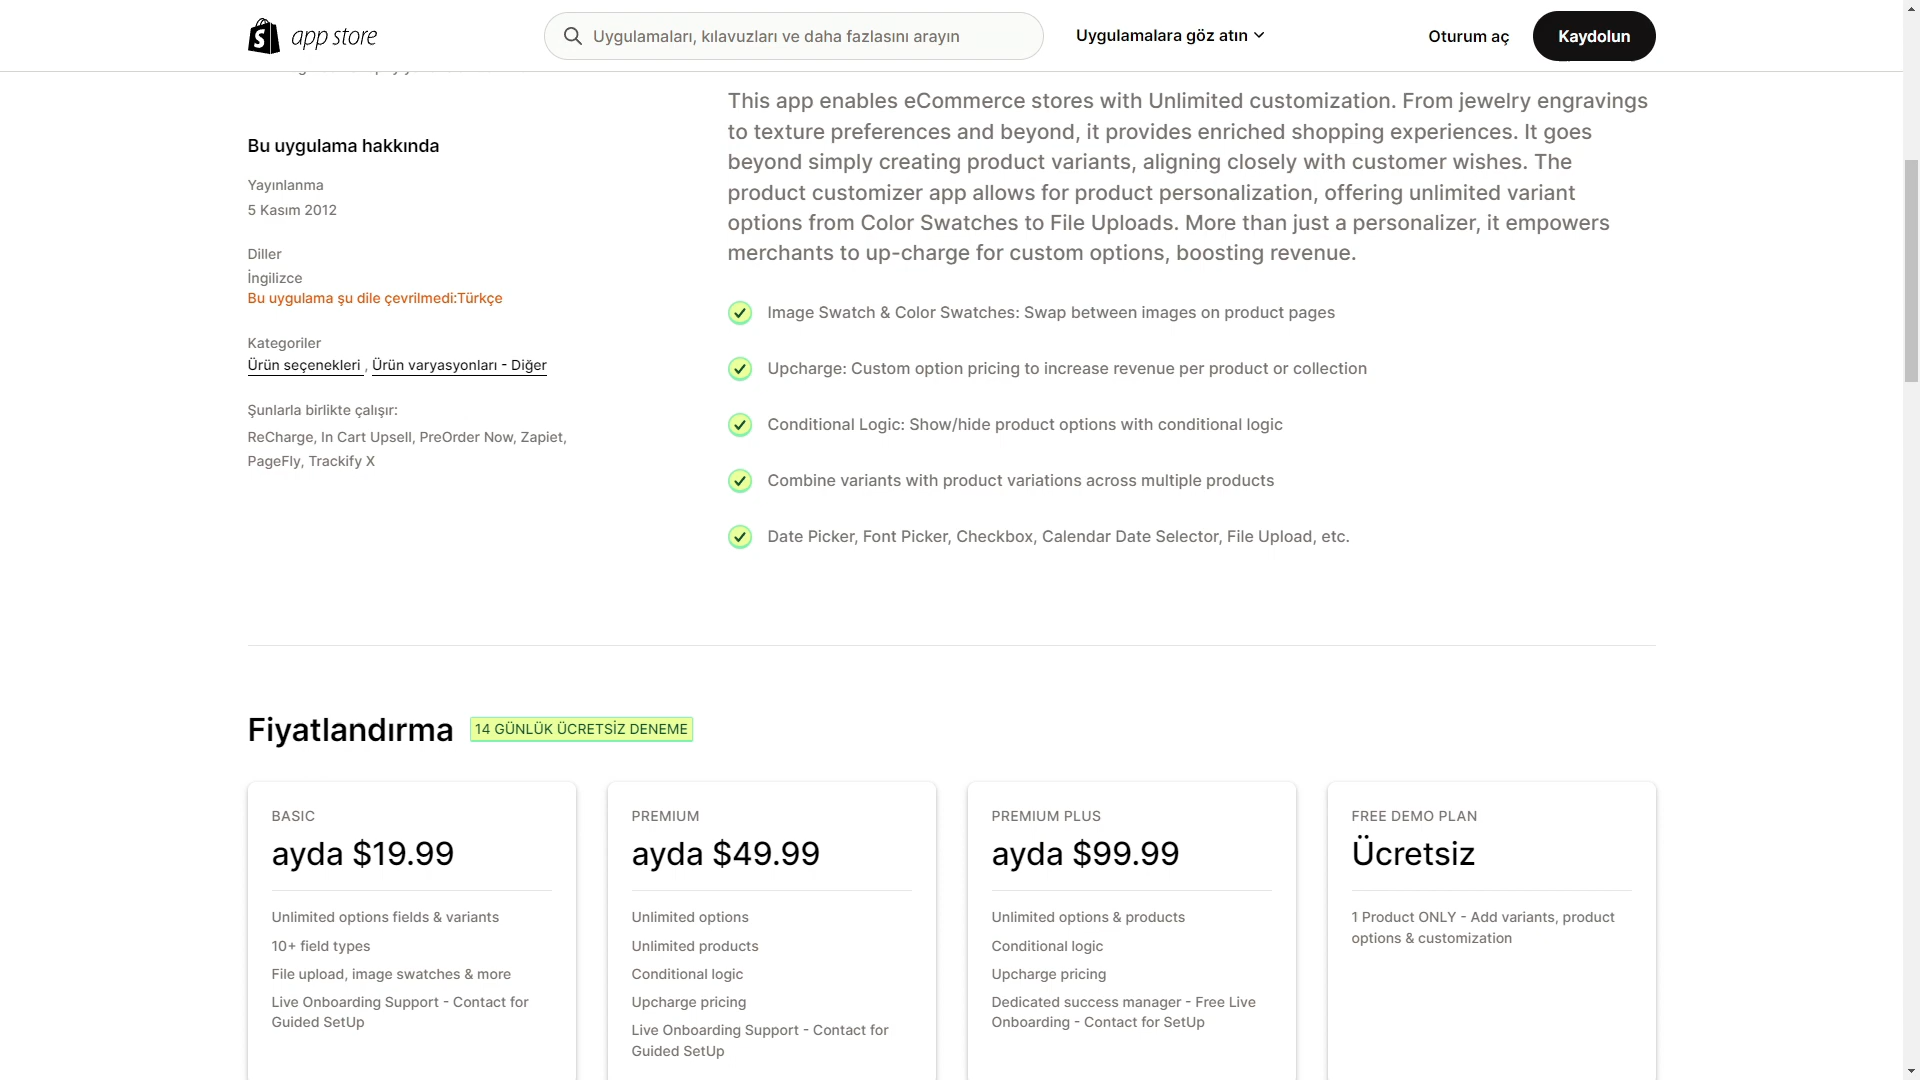 app store
Uygulamaları, kılavuzları ve daha fazlasını arayın
Uygulamalara göz atın
Oturum aç
Kaydolun
Bu uygulama hakkında
Yayınlanma
5 Kasım 2012
Diller
İngilizce
Bu uygulama şu dile çevrilmedi:Türkçe
Kategoriler
Ürün seçenekleri , Ürün varyasyonları - Diğer
Şunlarla birlikte çalışır:
ReCharge, In Cart Upsell, PreOrder Now, Zapiet,
PageFly, Trackify X
This app enables eCommerce stores with Unlimited customization. From jewelry engravings
to texture preferences and beyond, it provides enriched shopping experiences. It goes
beyond simply creating product variants, aligning closely with customer wishes. The
product customizer app allows for product personalization, offering unlimited variant
options from Color Swatches to File Uploads. More than just a personalizer, it empowers
merchants to up-charge for custom options, boosting revenue.
Image Swatch & Color Swatches: Swap between images on product pages
Upcharge: Custom option pricing to increase revenue per product or collection
Conditional Logic: Show/hide product options with conditional logic
Combine variants with product variations across multiple products
Date Picker, Font Picker, Checkbox, Calendar Date Selector, File Upload, etc.
Fiyatlandırma
14 GÜNLÜK ÜCRETSİZ DENEME
BASIC
ayda $19.99
Unlimited options fields & variants
10+ field types
File upload, image swatches & more
Live Onboarding Support - Contact for
Guided SetUp
PREMIUM
ayda $49.99
Unlimited options
Unlimited products
Conditional logic
Upcharge pricing
Live Onboarding Support - Contact for
Guided SetUp
PREMIUM PLUS
ayda $99.99
Unlimited options & products
Conditional logic
Upcharge pricing
Dedicated success manager - Free Live
Onboarding - Contact for SetUp
FREE DEMO PLAN
Ücretsiz
1 Product ONLY - Add variants, product
options & customization